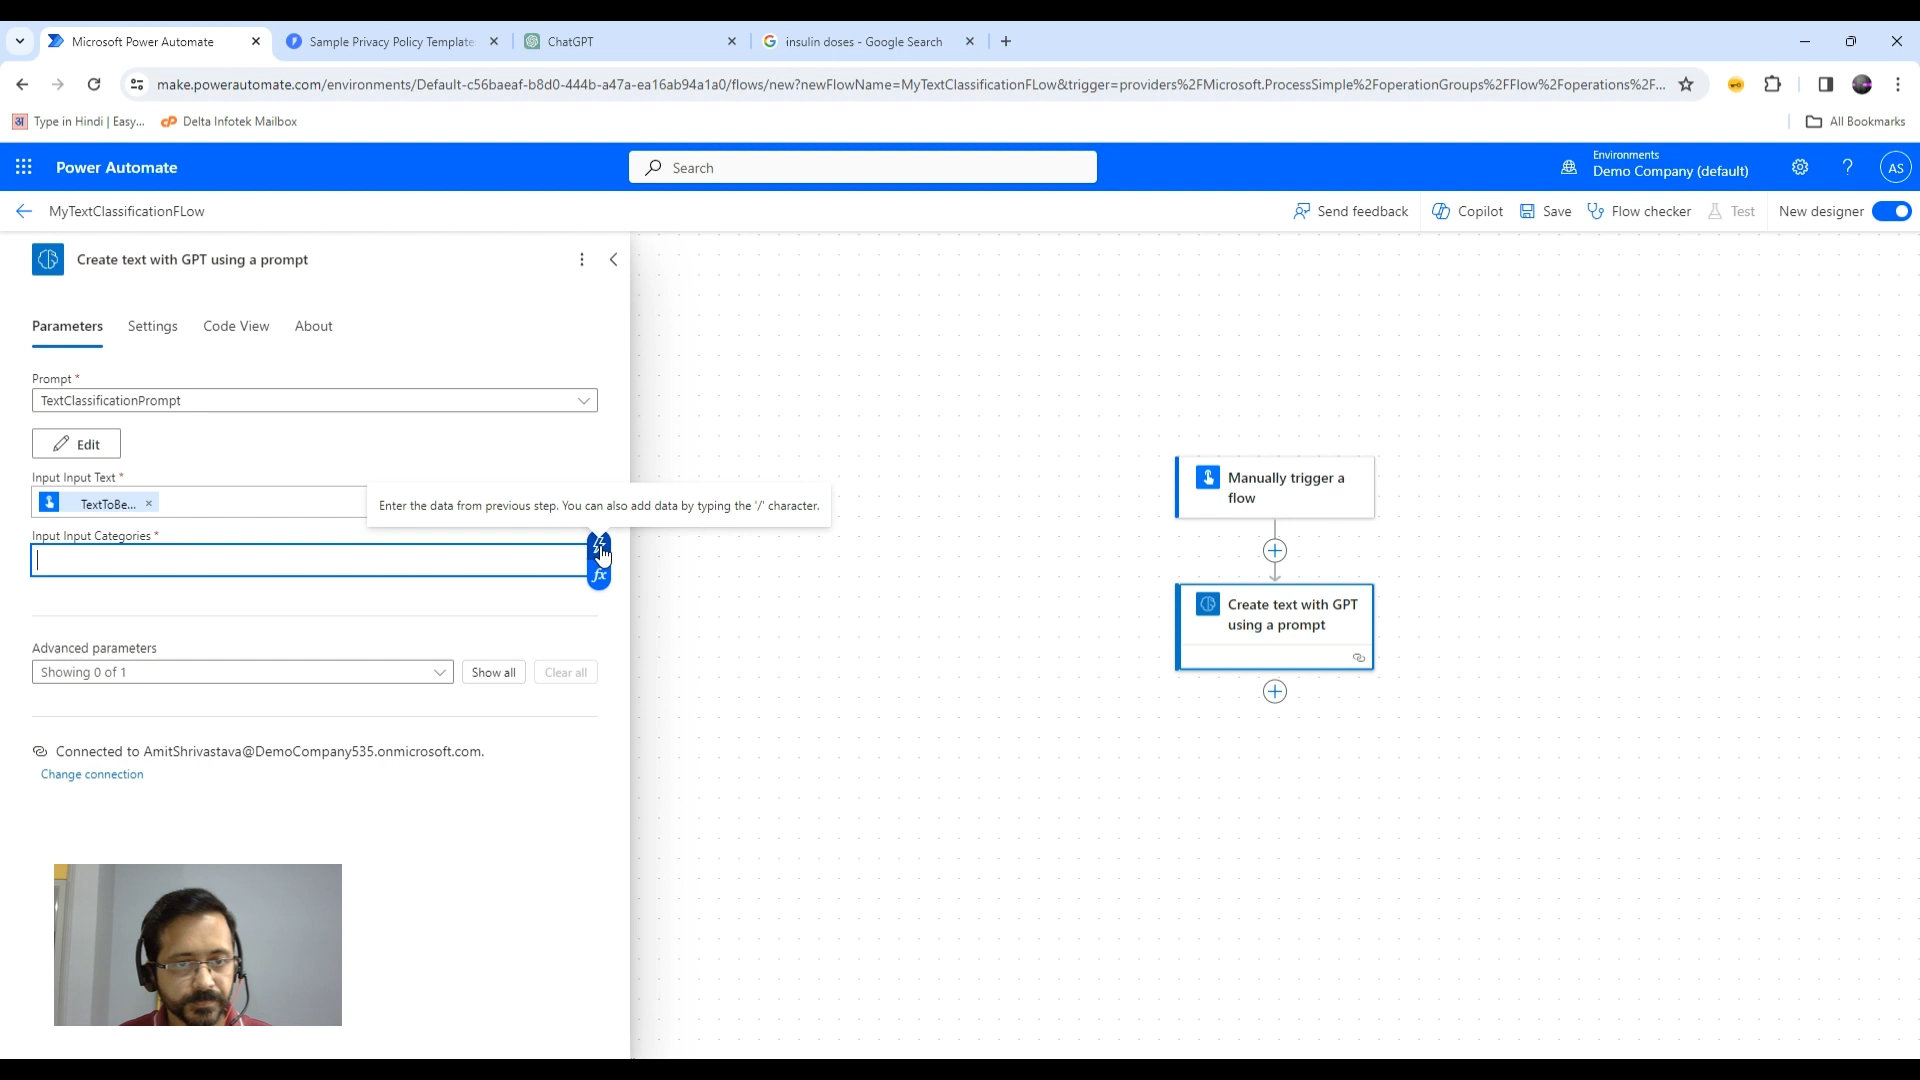 Microsoft Power Automate
Sample Privacy Policy Template
ChatGPT
insulin doses - Google Search
make.powerautomate.com/environments/Default-c56baeaf-b8d0-444b-a47a-ea16ab94a1a0/flows/new?newFlowName=MyTextClassificationFLow&trigger=providers%2FMicrosoft.ProcessSimple%2FoperationGroups%2FFlow%2Foperations%2F...
अ Type in Hindi | Easy...
cP Delta Infotek Mailbox
All Bookmarks
Power Automate
Search
Environments
Demo Company (default)
AS
MyTextClassificationFLow
Send feedback
Copilot
Save
Flow checker
Test
New designer
Create text with GPT using a prompt
Parameters
Settings
Code View
About
Prompt *
TextClassificationPrompt
Edit
Input Input Text *
TextToBe... ×
Enter the data from previous step. You can also add data by typing the '/' character.
Input Input Categories *
fx
Advanced parameters
Showing 0 of 1
Show all
Clear all
Connected to AmitShrivastava@DemoCompany535.onmicrosoft.com.
Change connection
Manually trigger a
flow
Create text with GPT
using a prompt